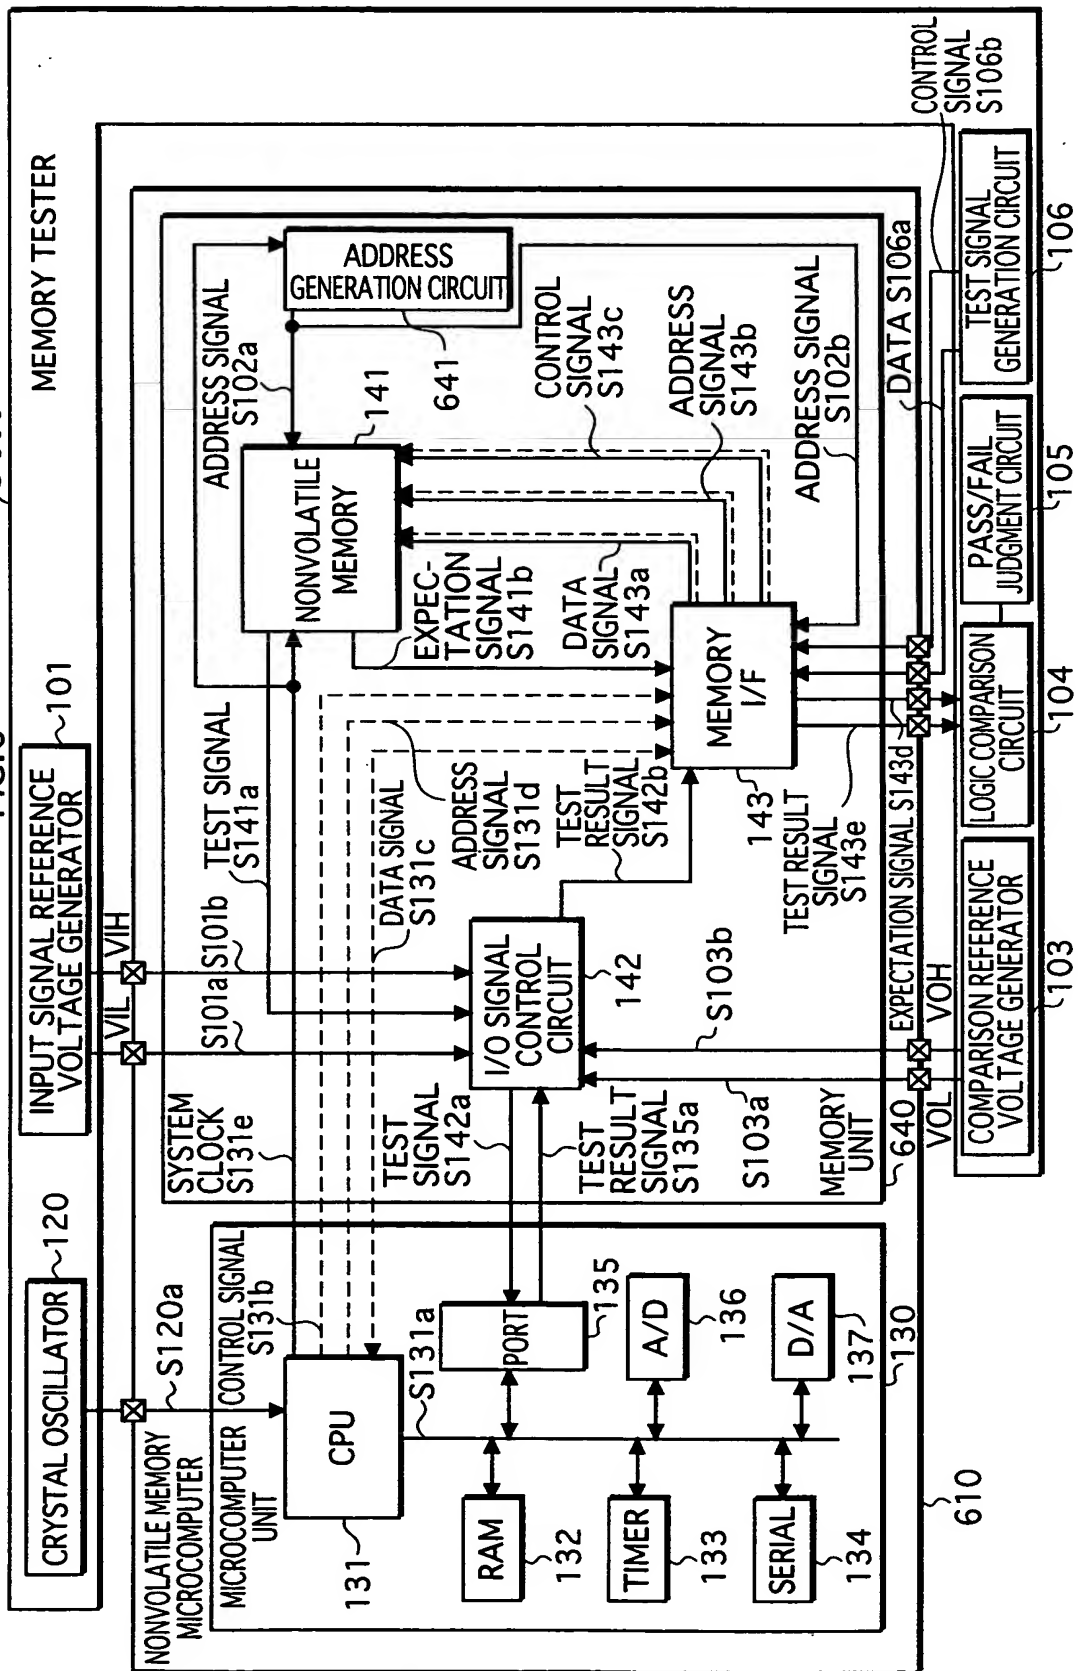 MEMORY TESTER
CRYSTAL OSCILLATOR
120
INPUT SIGNAL REFERENCE
VOLTAGE GENERATOR
101
NONVOLATILE MEMORY
MICROCOMPUTER
S120a
VIL
VIH
MICROCOMPUTER
UNIT
CONTROL SIGNAL
S131b
CPU
131
S131a
RAM
132
TIMER
133
SERIAL
134
PORT
135
A/D
136
D/A
137
130
610
SYSTEM
CLOCK
S131e
S101a
S101b
TEST SIGNAL
S141a
ADDRESS SIGNAL
S102a
ADDRESS
GENERATION CIRCUIT
641
NONVOLATILE
MEMORY
141
DATA SIGNAL
S131c
ADDRESS
SIGNAL
S131d
EXPEC-
TATION
SIGNAL
S141b
TEST
SIGNAL
S142a
I/O SIGNAL
CONTROL
CIRCUIT
142
TEST
RESULT
SIGNAL
S142b
DATA
SIGNAL
S143a
CONTROL
SIGNAL
S143c
ADDRESS
SIGNAL
S143b
MEMORY
I/F
143
ADDRESS SIGNAL
S102b
TEST
RESULT
SIGNAL
S135a
S103a
S103b
TEST RESULT
SIGNAL
S143e
EXPECTATION SIGNAL S143d
DATA S106a
CONTROL
SIGNAL
S106b
MEMORY
UNIT
640
VOL
VOH
COMPARISON REFERENCE
VOLTAGE GENERATOR
103
LOGIC COMPARISON
CIRCUIT
104
PASS/FAIL
JUDGMENT CIRCUIT
105
TEST SIGNAL
GENERATION CIRCUIT
106